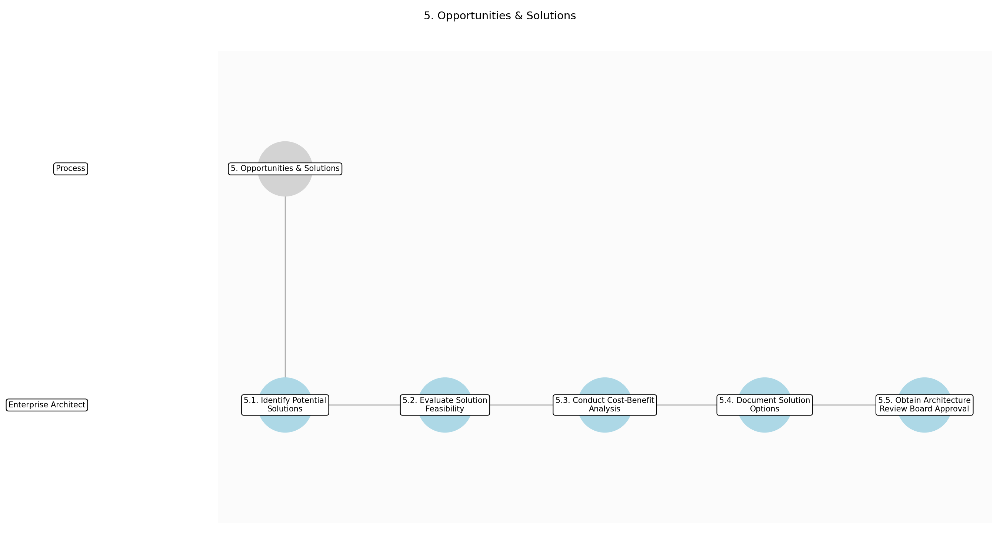 5. Opportunities & Solutions
Process
5. Opportunities & Solutions
Enterprise Architect
5.1. Identify Potential
Solutions
5.2. Evaluate Solution
Feasibility
5.3. Conduct Cost-Benefit
Analysis
5.4. Document Solution
Options
5.5. Obtain Architecture
Review Board Approval